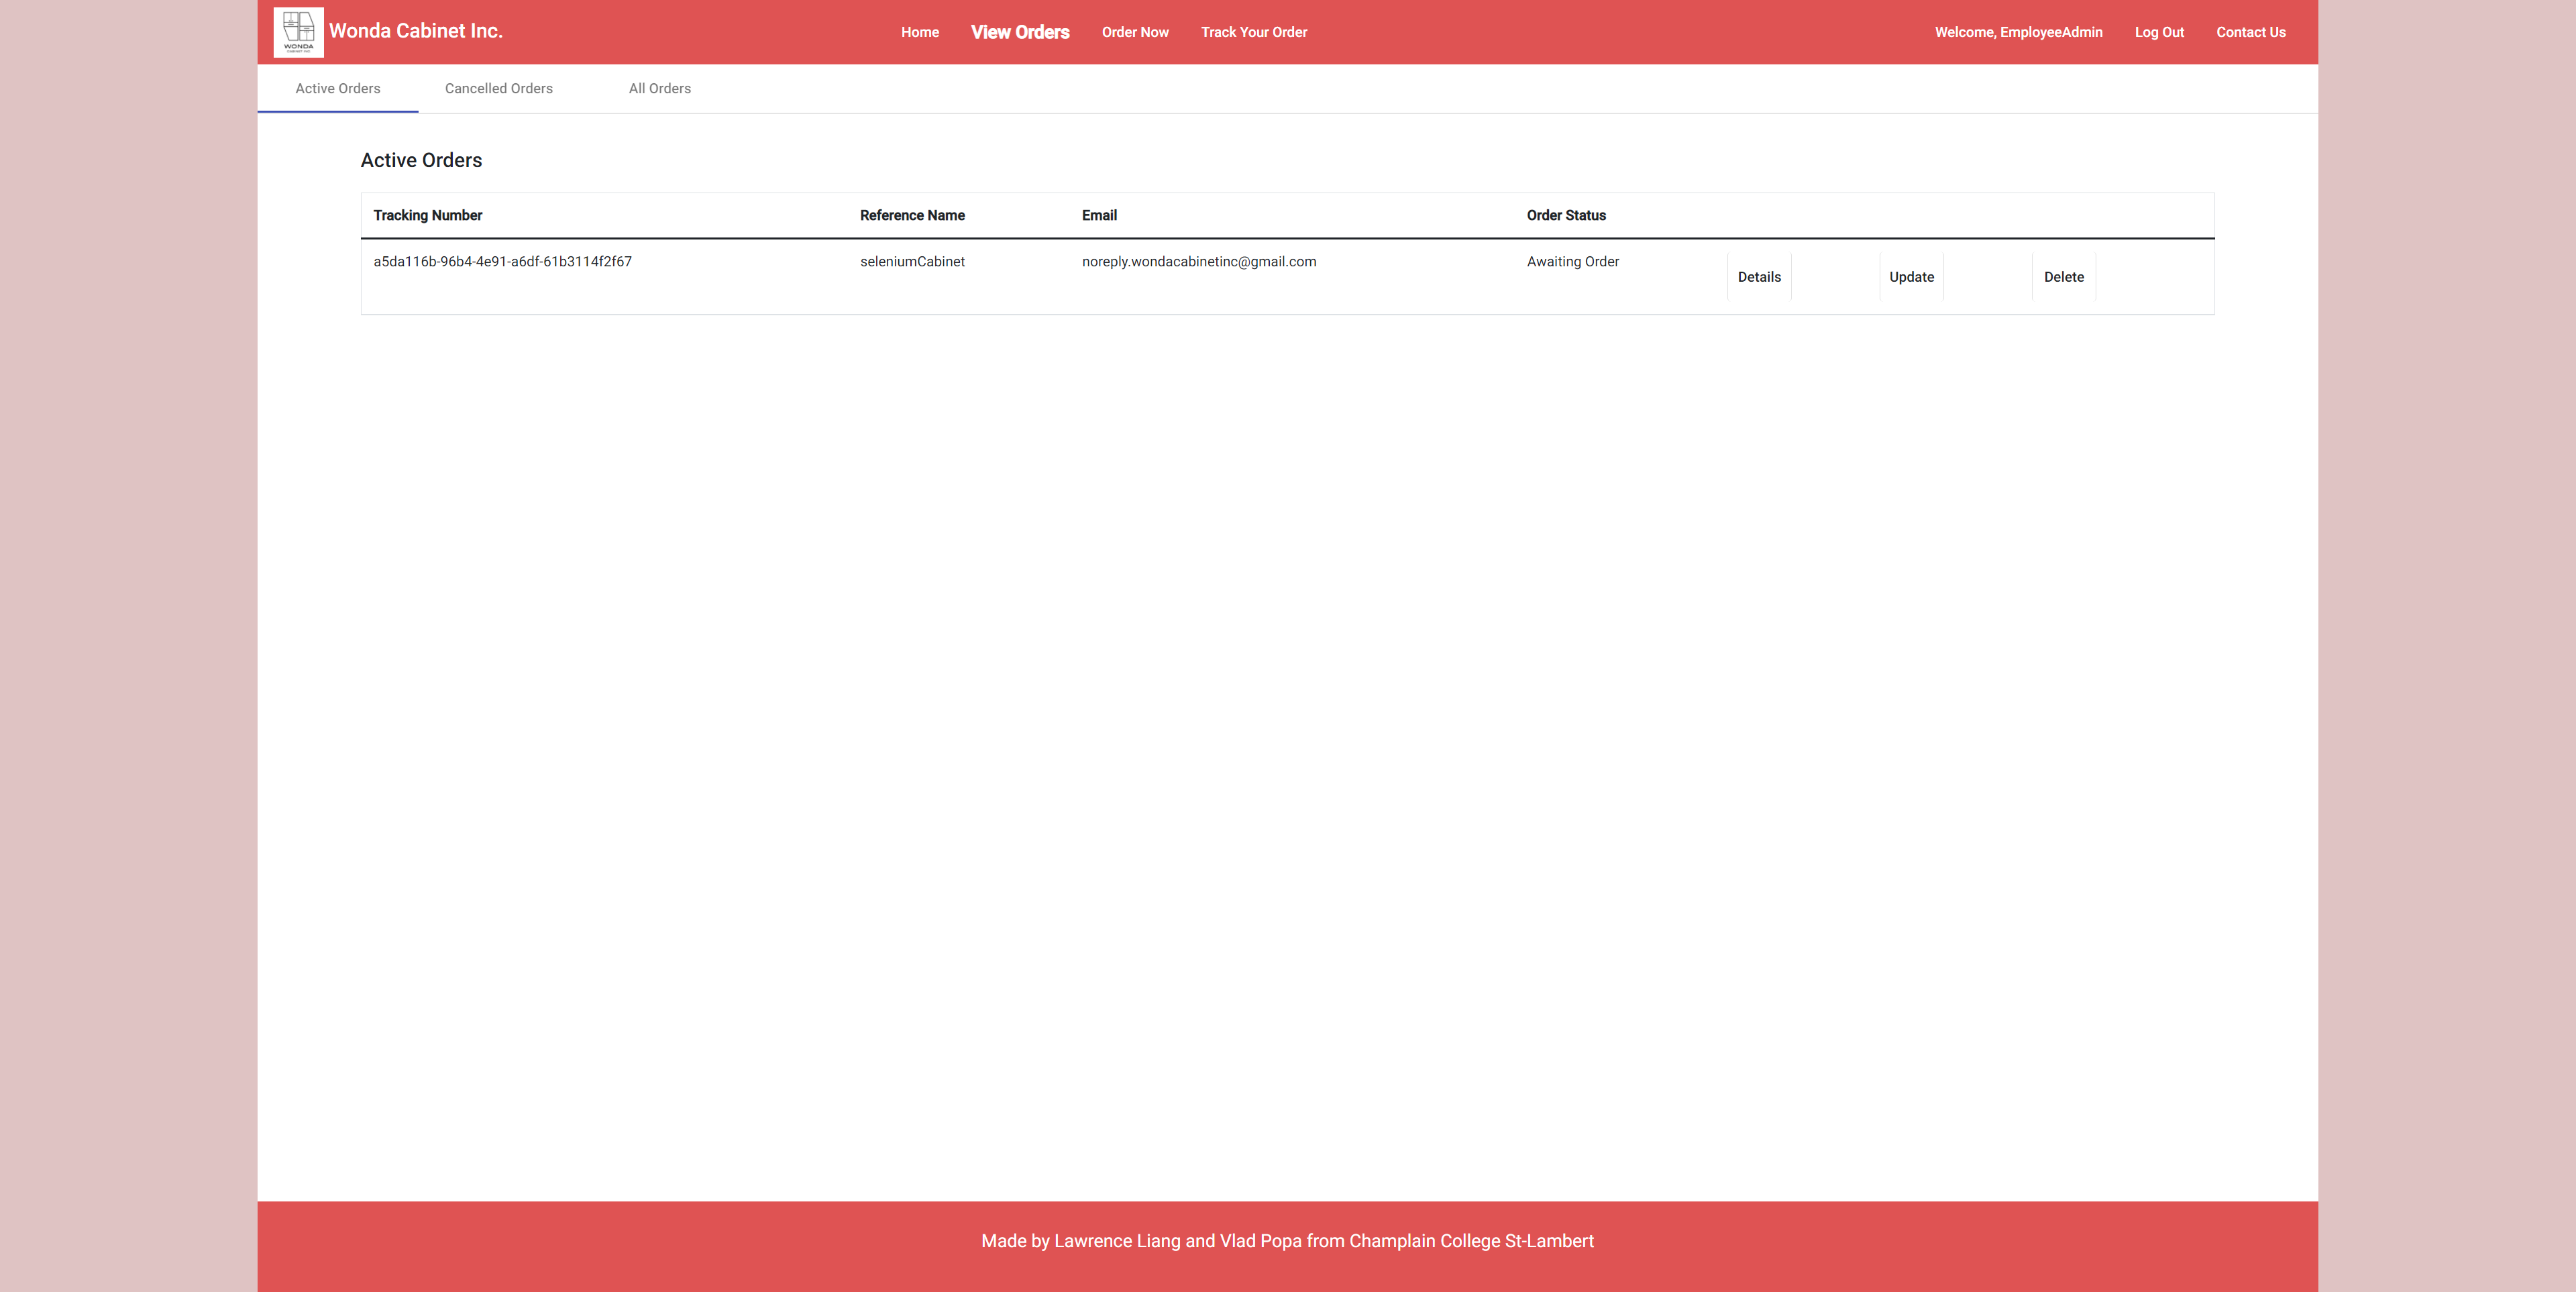 WONDA
CABINET INC.
Wonda Cabinet Inc.
Home View Orders Order Now Track Your Order
Welcome, EmployeeAdmin Log Out Contact Us
Active Orders Cancelled Orders All Orders
Active Orders
Tracking Number Reference Name Email Order Status
a5da116b-96b4-4e91-a6df-61b3114f2f67 seleniumCabinet noreply.wondacabinetinc@gmail.com Awaiting Order Details Update Delete
Made by Lawrence Liang and Vlad Popa from Champlain College St-Lambert